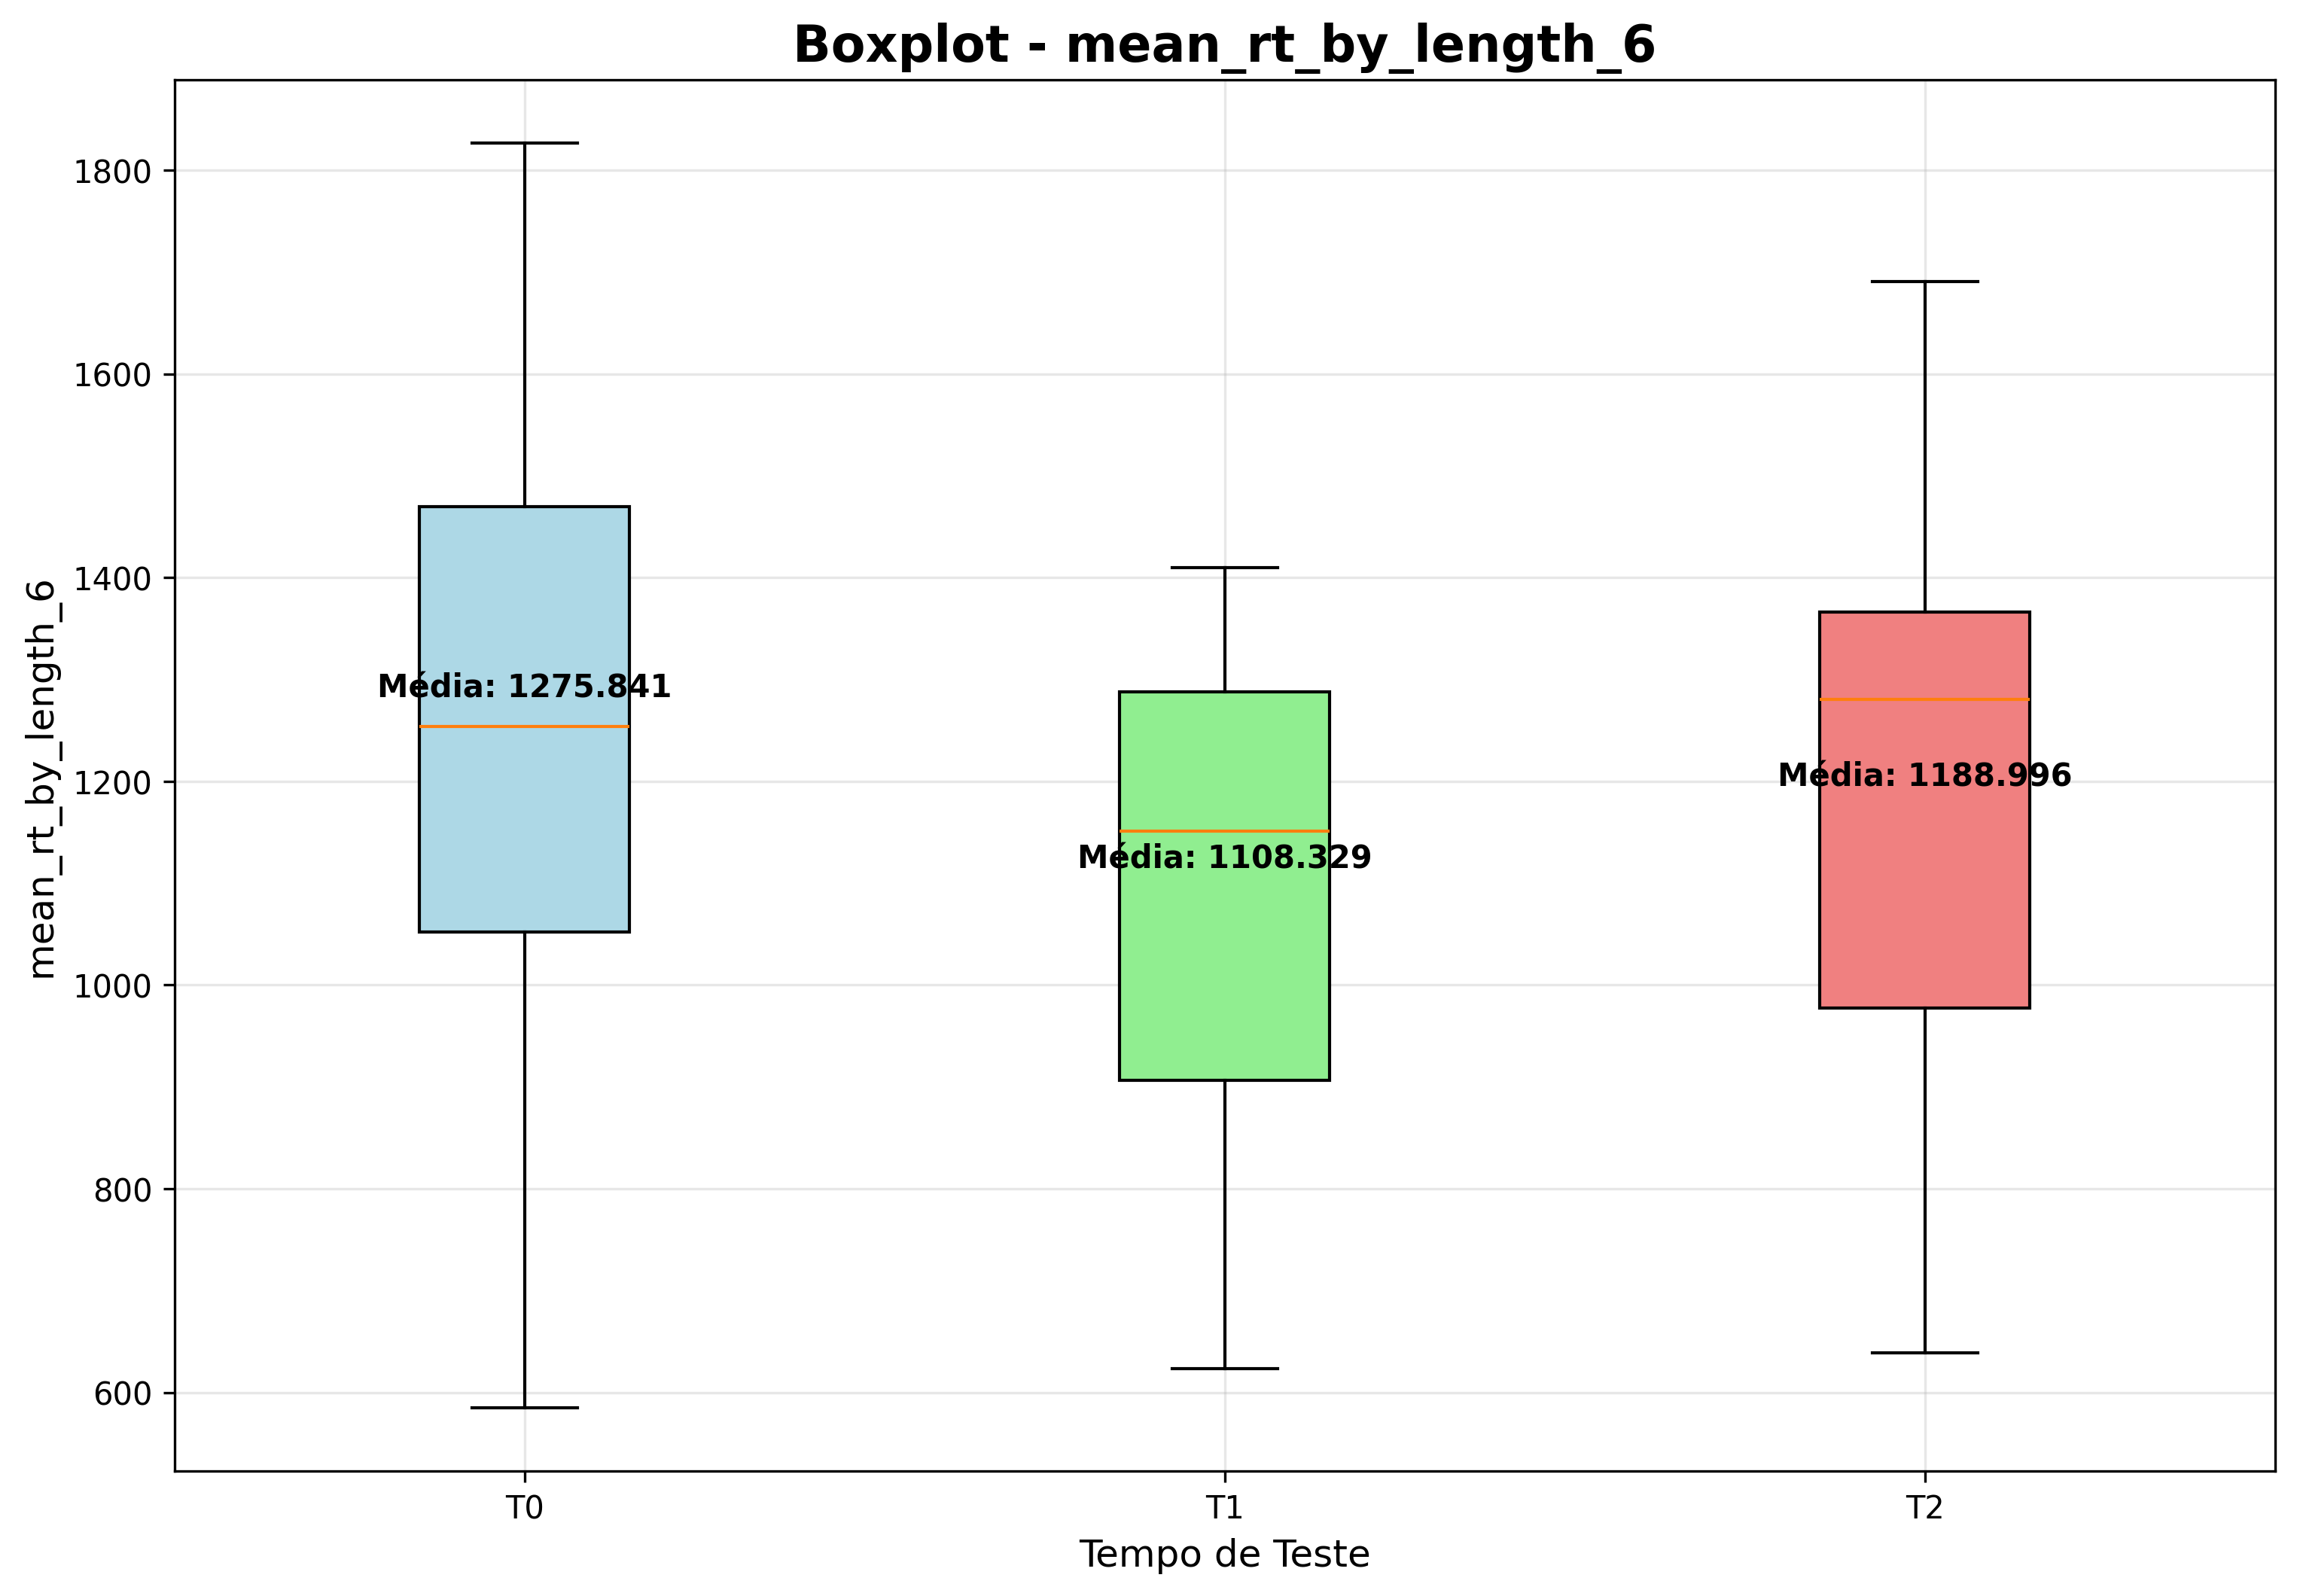 Boxplot - mean_rt_by_length_6
mean_rt_by_length_6
1800
1600
1400
1200
1000
800
600
Média: 1275.841
Média: 1108.329
Média: 1188.996
T0
T1
T2
Tempo de Teste